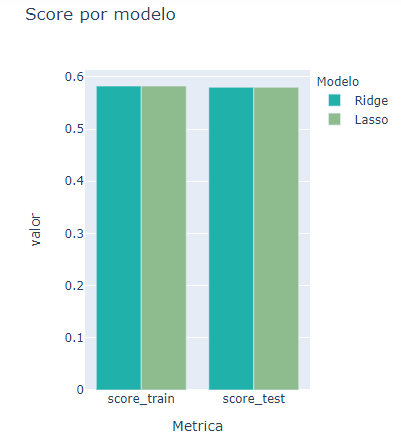 Score por modelo
Modelo
Ridge
Lasso
0.6
0.5
0.4
0.3
0.2
0.1
0
valor
score_train
score_test
Metrica